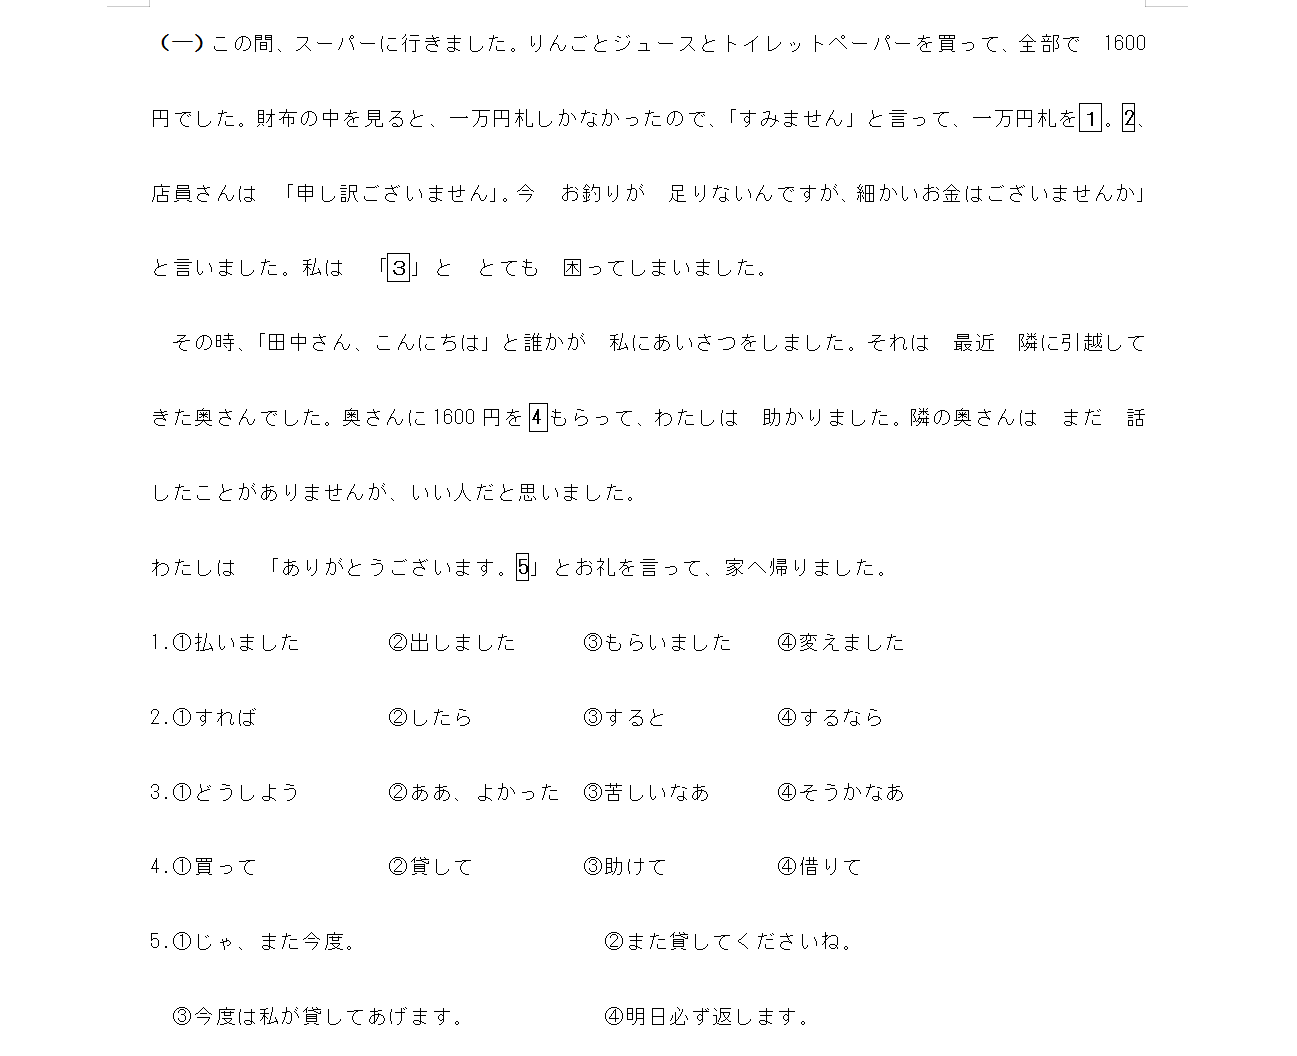 (一)この間、スーパーに行きました。りんごとジュースとトイレットペーパーを買って、全部で　1600
円でした。財布の中を見ると、一万円札しかなかったので、「すみません」と言って、一万円札を1。2、
店員さんは　「申し訳ございません」。今　お釣りが　足りないんですが、細かいお金はございませんか」
と言いました。私は　「3」と　とても　困ってしまいました。
その時、「田中さん、こんにちは」と誰かが　私にあいさつをしました。それは　最近　隣に引越して
きた奥さんでした。奥さんに1600円を4もらって、わたしは　助かりました。隣の奥さんは　まだ　話
したことがありませんが、いい人だと思いました。
わたしは　「ありがとうございます。5」とお礼を言って、家へ帰りました。
1.①払いました　②出しました　③もらいました　④変えました
2.①すれば　②したら　③すると　④するなら
3.①どうしよう　②ああ、よかった　③苦しいなあ　④そうかなあ
4.①買って　②貸して　③助けて　④借りて
5.①じゃ、また今度。　②また貸してくださいね。
③今度は私が貸してあげます。　④明日必ず返します。